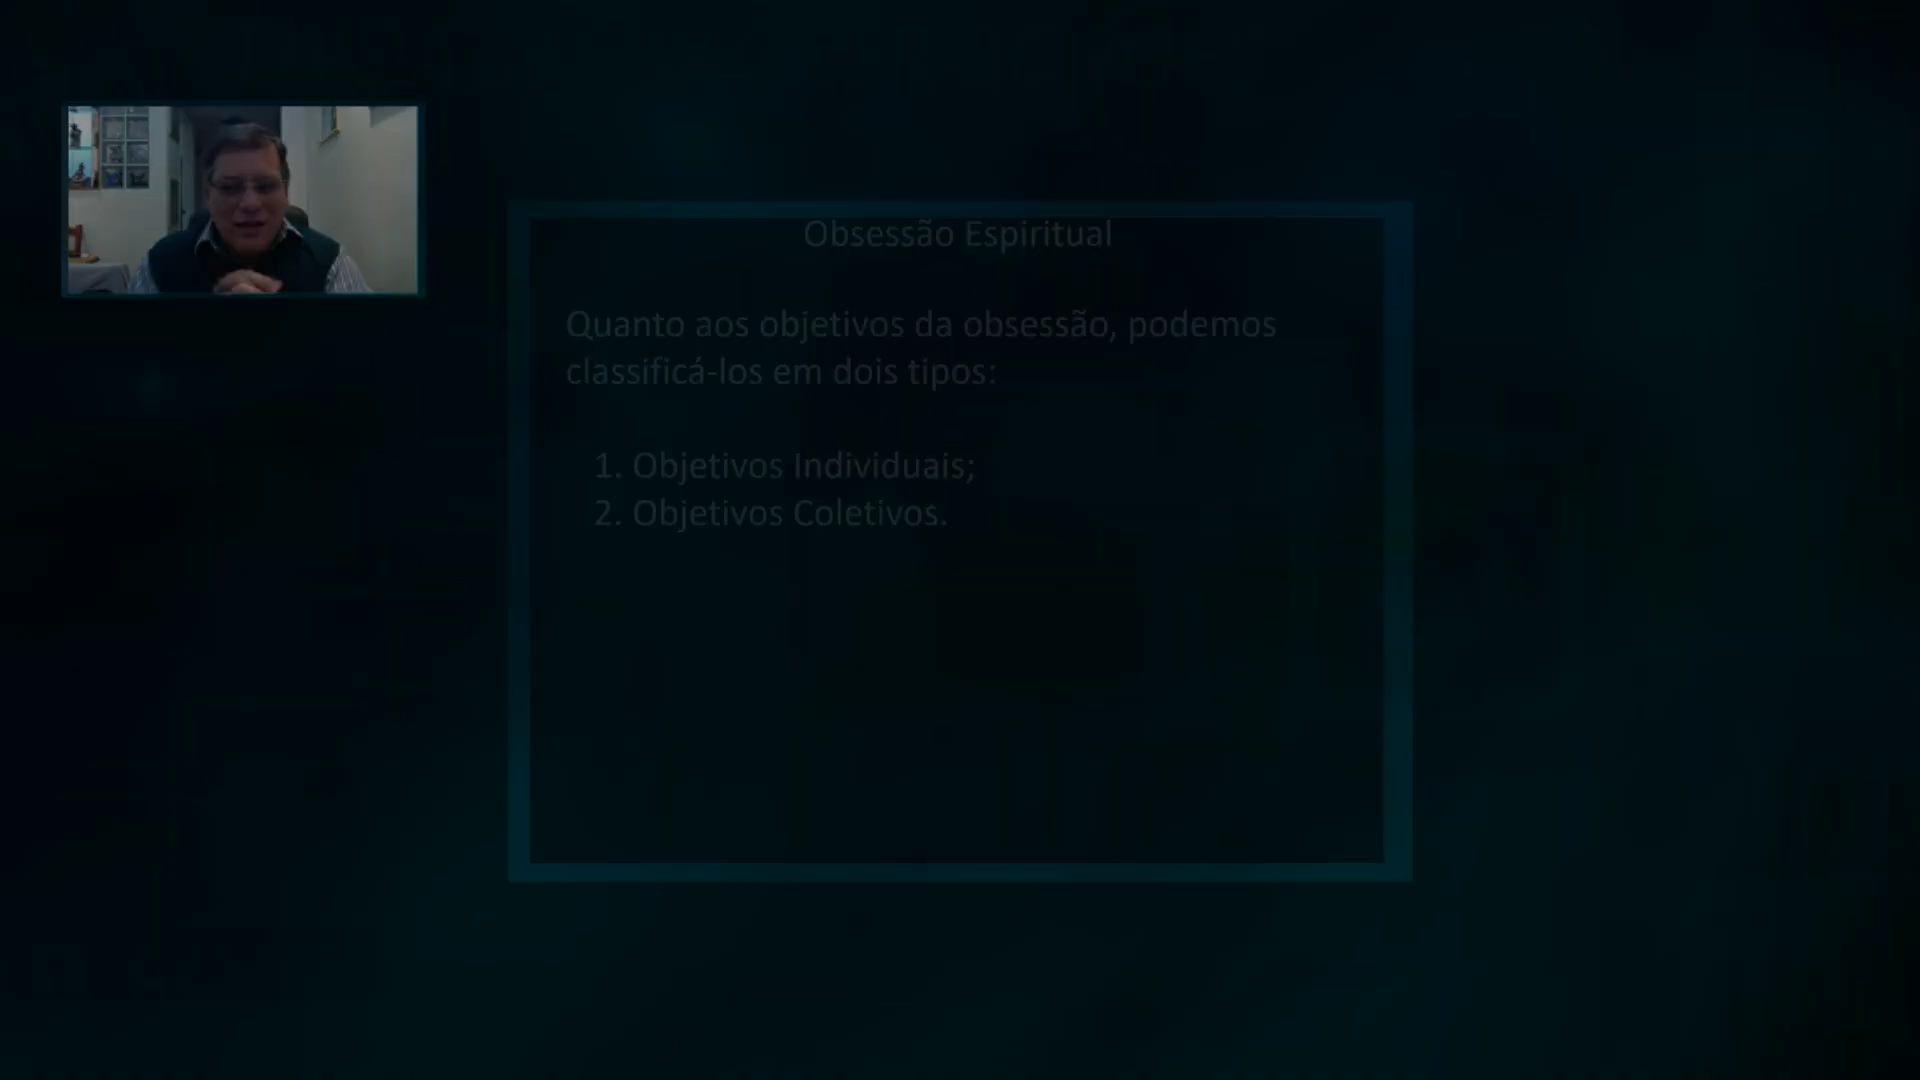 Obsessão Espiritual
Quanto aos objetivos da obsessão, podemos
classificá-los em dois tipos:
1. Objetivos Individuais;
2. Objetivos Coletivos.